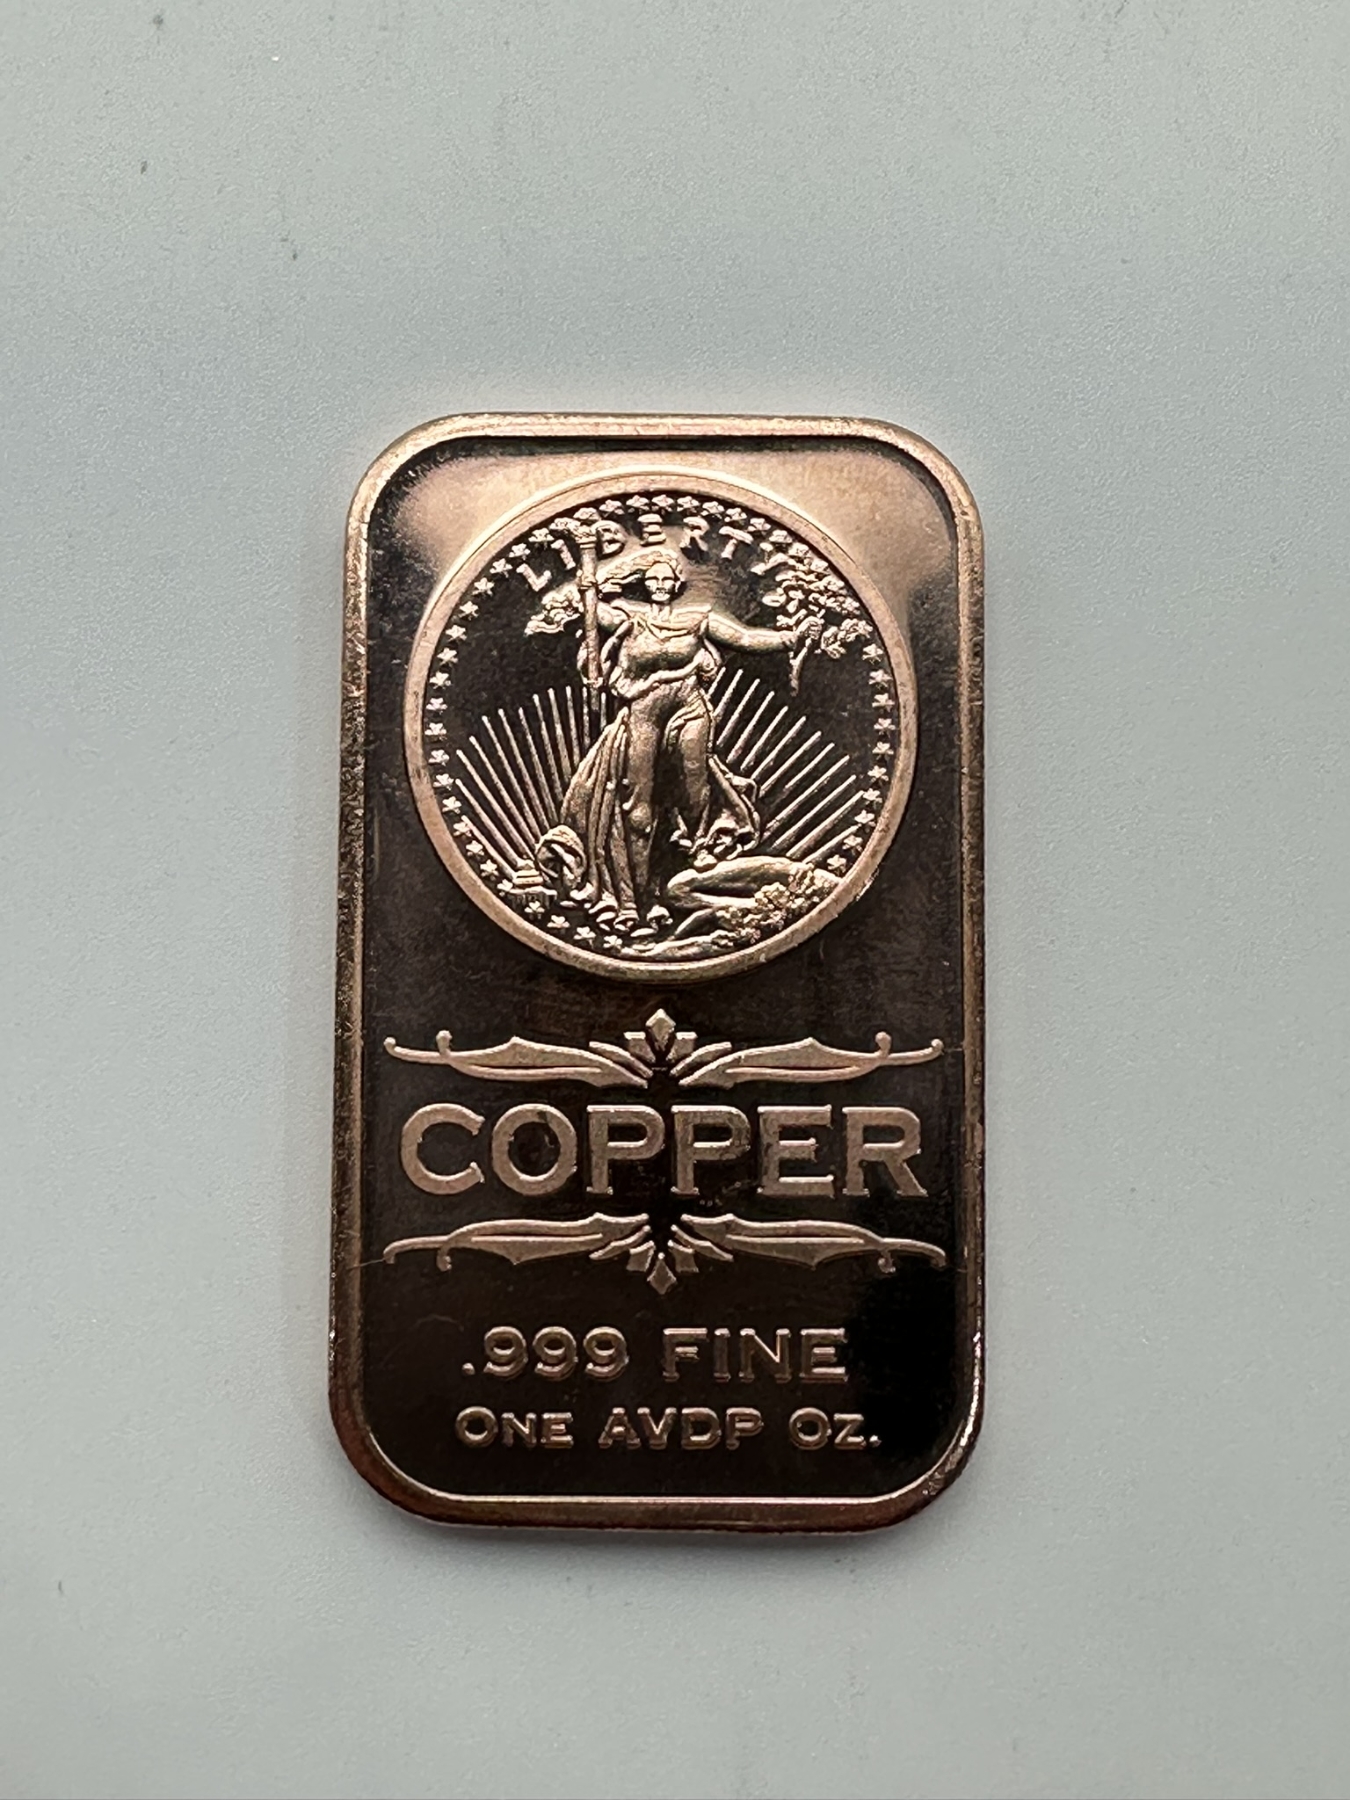 LIBERTY
COPPER
.999 FINE
ONE AVDP OZ.